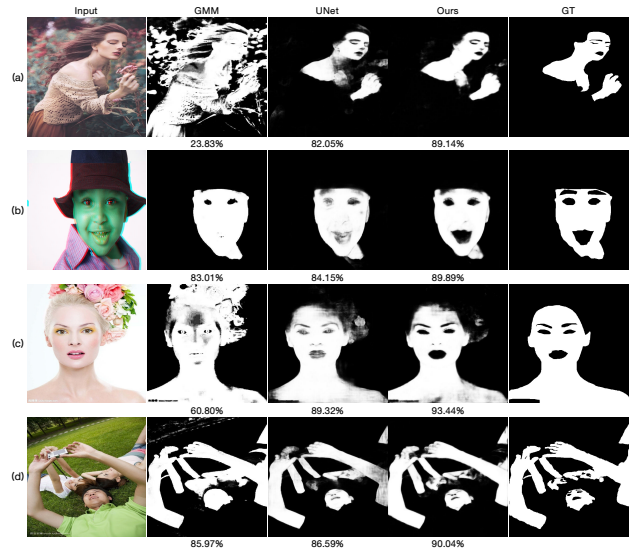 Input GMM UNet Ours GT
(a)
23.83% 82.05% 89.14%
(b)
83.01% 84.15% 89.89%
(c)
60.80% 89.32% 93.44%
(d)
85.97% 86.59% 90.04%